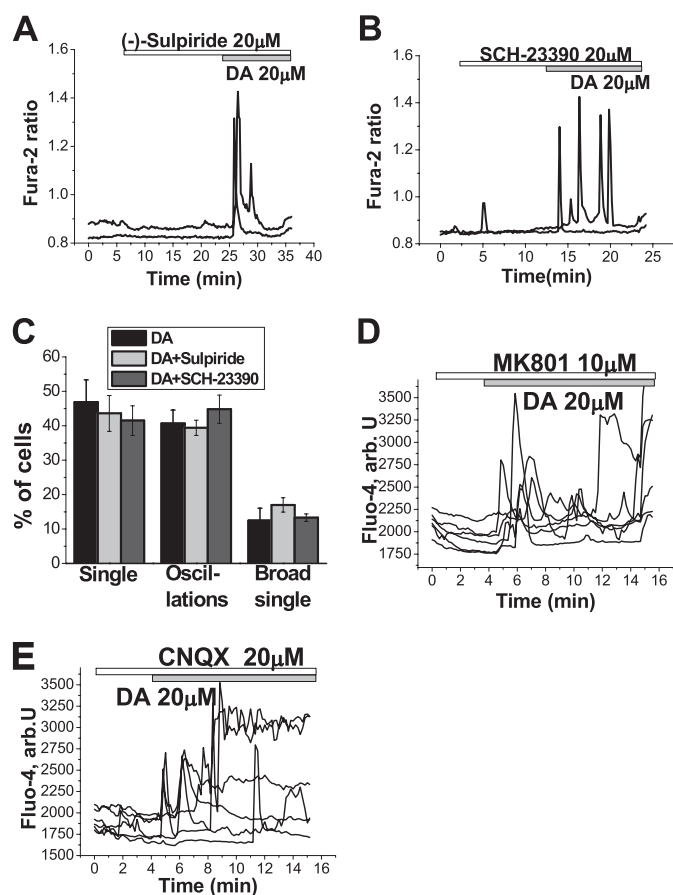 A
(-)-Sulpiride 20μM
DA 20μM
1.6
1.4
1.2
1.0
0.8
Fura-2 ratio
0 5 10 15 20 25 30 35 40
Time (min)
B
SCH-23390 20μM
DA 20μM
1.6
1.4
1.2
1.0
0.8
Fura-2 ratio
0 5 10 15 20 25
Time(min)
C
DA
DA+Sulpiride
DA+SCH-23390
60
50
40
30
20
10
0
% of cells
Single Oscil- Broad
lations single
D
MK801 10μM
DA 20μM
3500
3250
3000
2750
2500
2250
2000
1750
Fluo-4, arb. U
0 2 4 6 8 10 12 14 16
Time (min)
E
CNQX 20μM
DA 20μM
3500
3250
3000
2750
2500
2250
2000
1750
1500
Fluo-4, arb.U
0 2 4 6 8 10 12 14 16
Time (min)